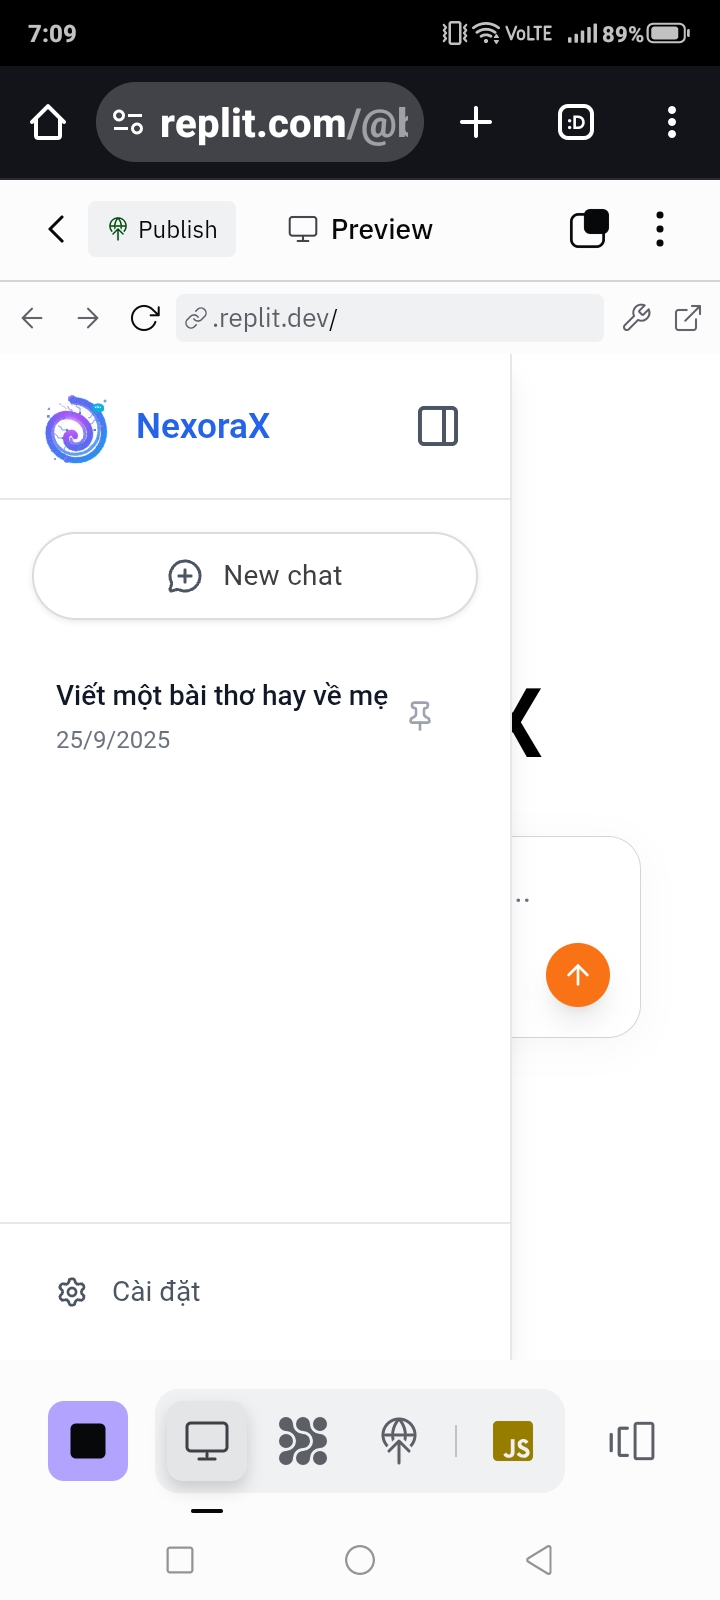 7:09
VoLTE 89%
:D
replit.com/@
Publish
Preview
.replit.dev/
NexoraX
New chat
Viết một bài thơ hay về mẹ
25/9/2025
X
..
Cài đặt
JS